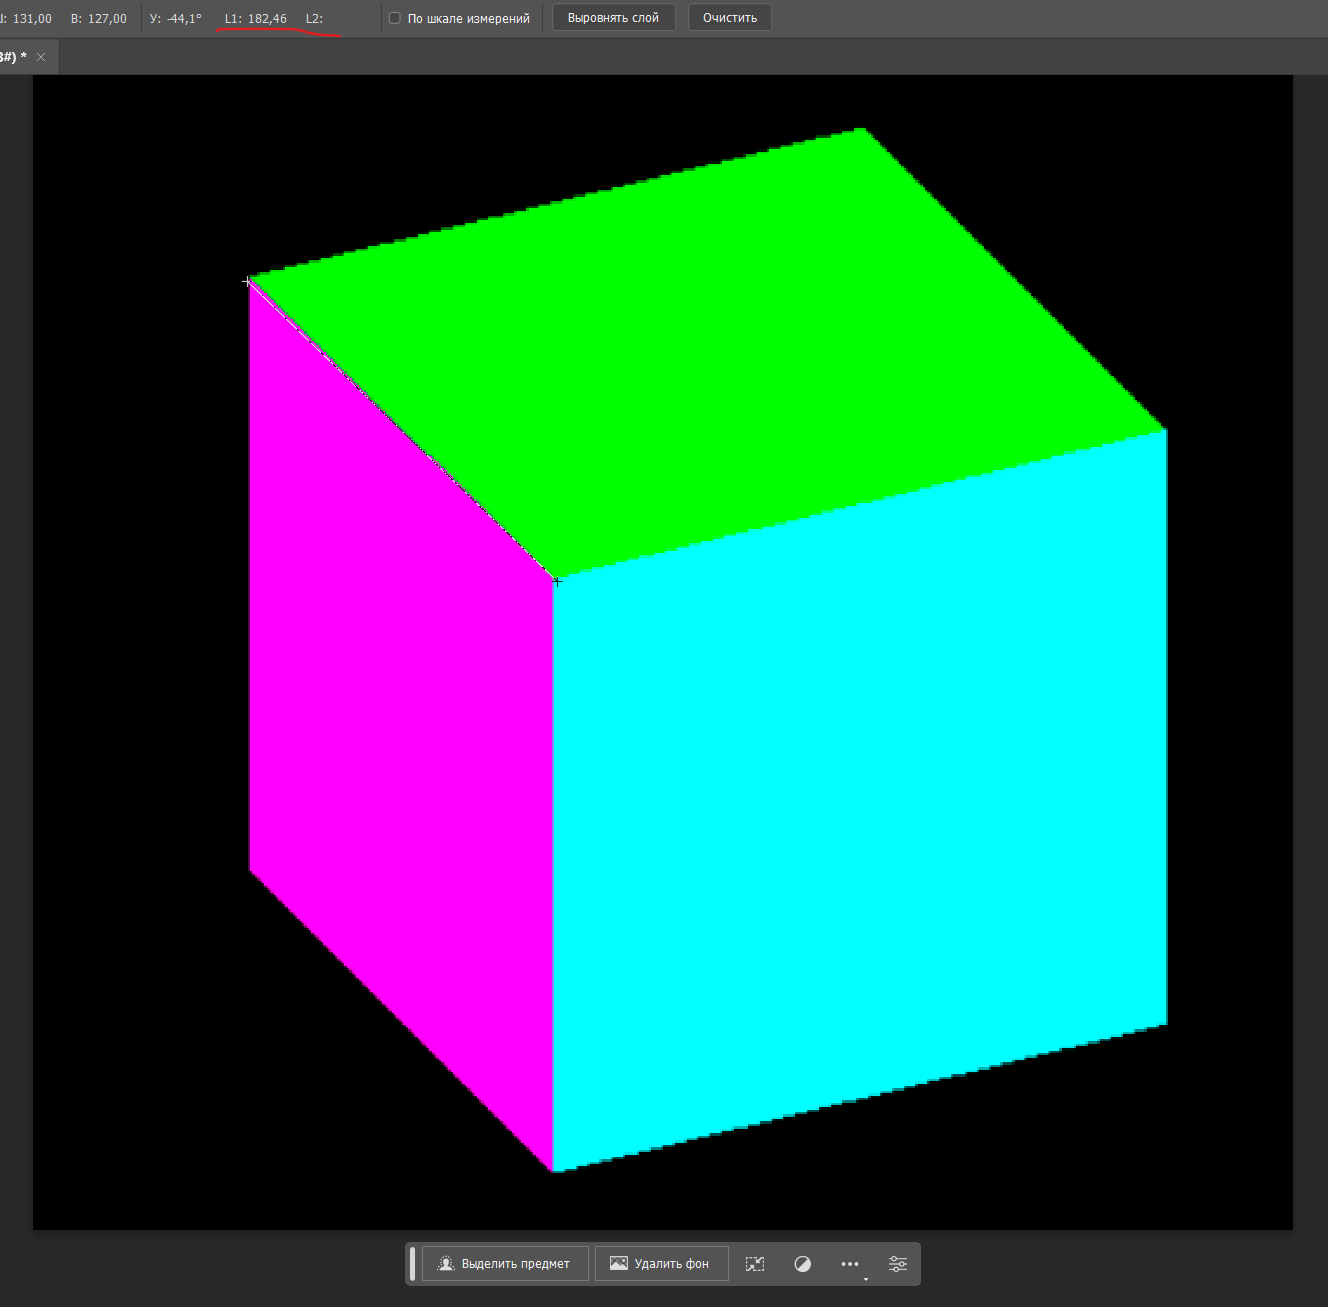 : 131,00 В: 127,00 У: -44,1° L1: 182,46 L2: По шкале измерений Выровнять слой Очистить
#) * ×
Выделить предмет Удалить фон